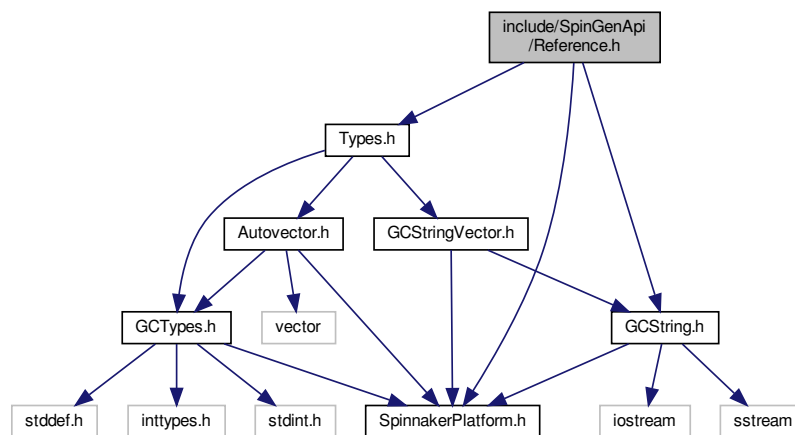 include/SpinGenApi
/Reference.h
Types.h
Autovector.h
GCStringVector.h
GCTypes.h
vector
GCString.h
stddef.h
inttypes.h
stdint.h
SpinnakerPlatform.h
iostream
sstream